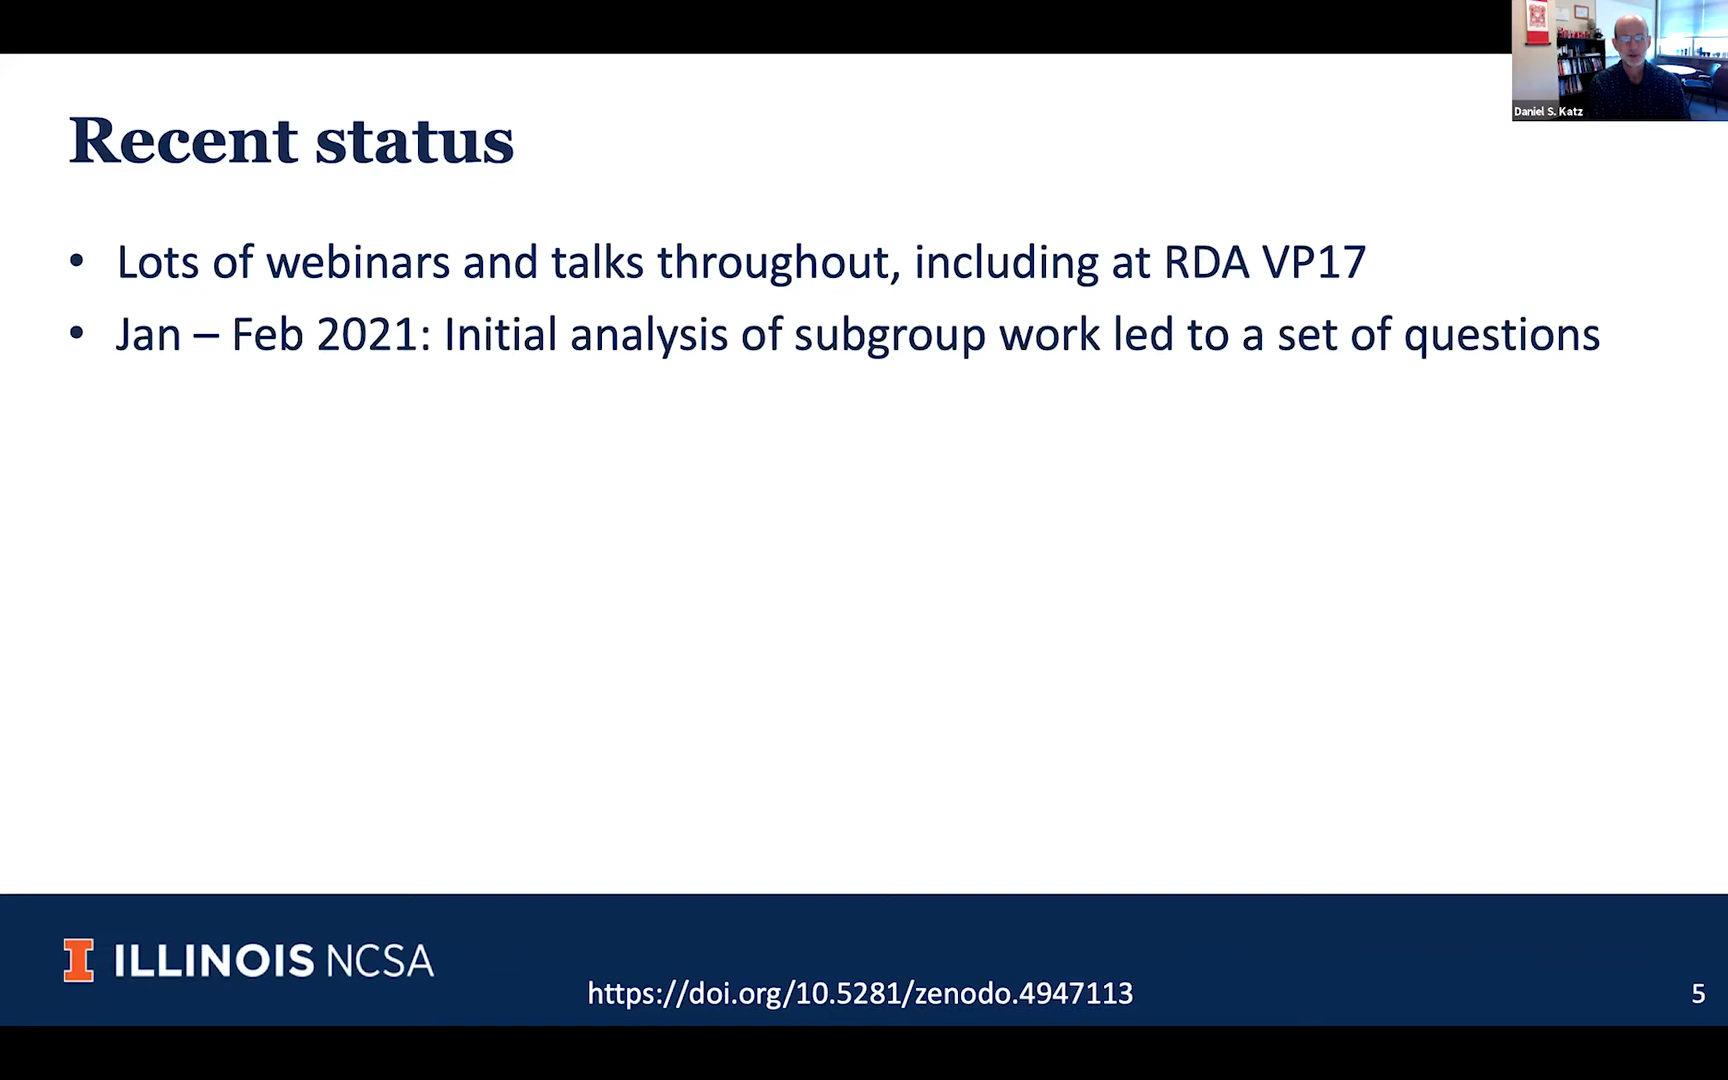 Daniel S. Katz
Recent status
• Lots of webinars and talks throughout, including at RDA VP17
• Jan – Feb 2021: Initial analysis of subgroup work led to a set of questions
I ILLINOIS NCSA
https://doi.org/10.5281/zenodo.4947113
5